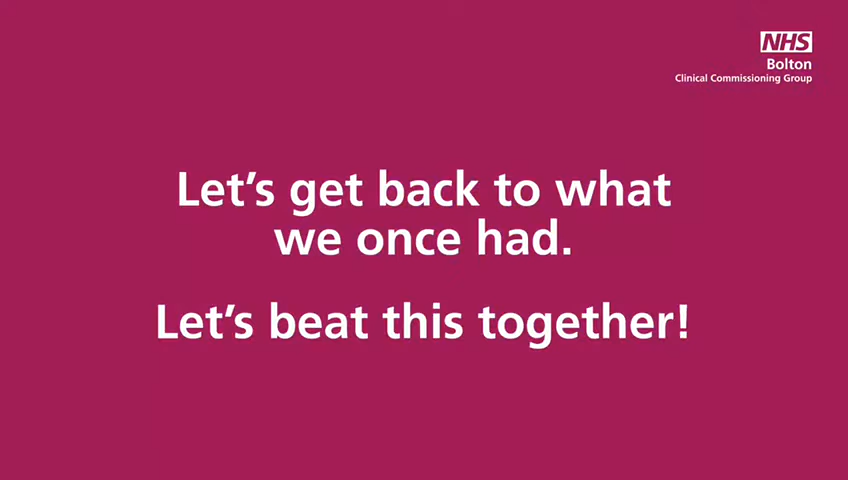 NHS
Bolton
Clinical Commissioning Group
Let's get back to what
we once had.
Let's beat this together!